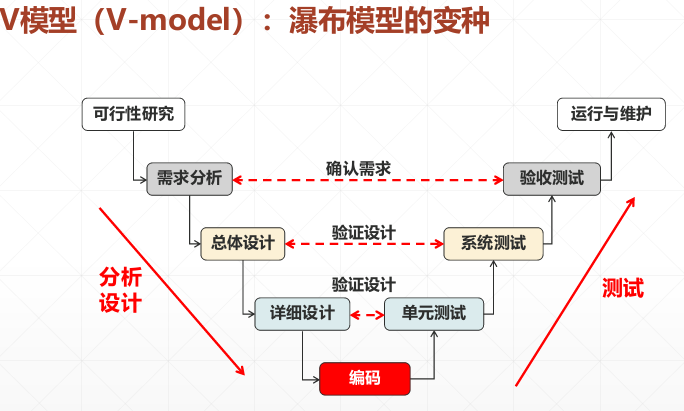 V模型（V-model）：瀑布模型的变种
可行性研究
运行与维护
需求分析
确认需求
验收测试
总体设计
验证设计
系统测试
分析
设计
验证设计
测试
详细设计
单元测试
编码